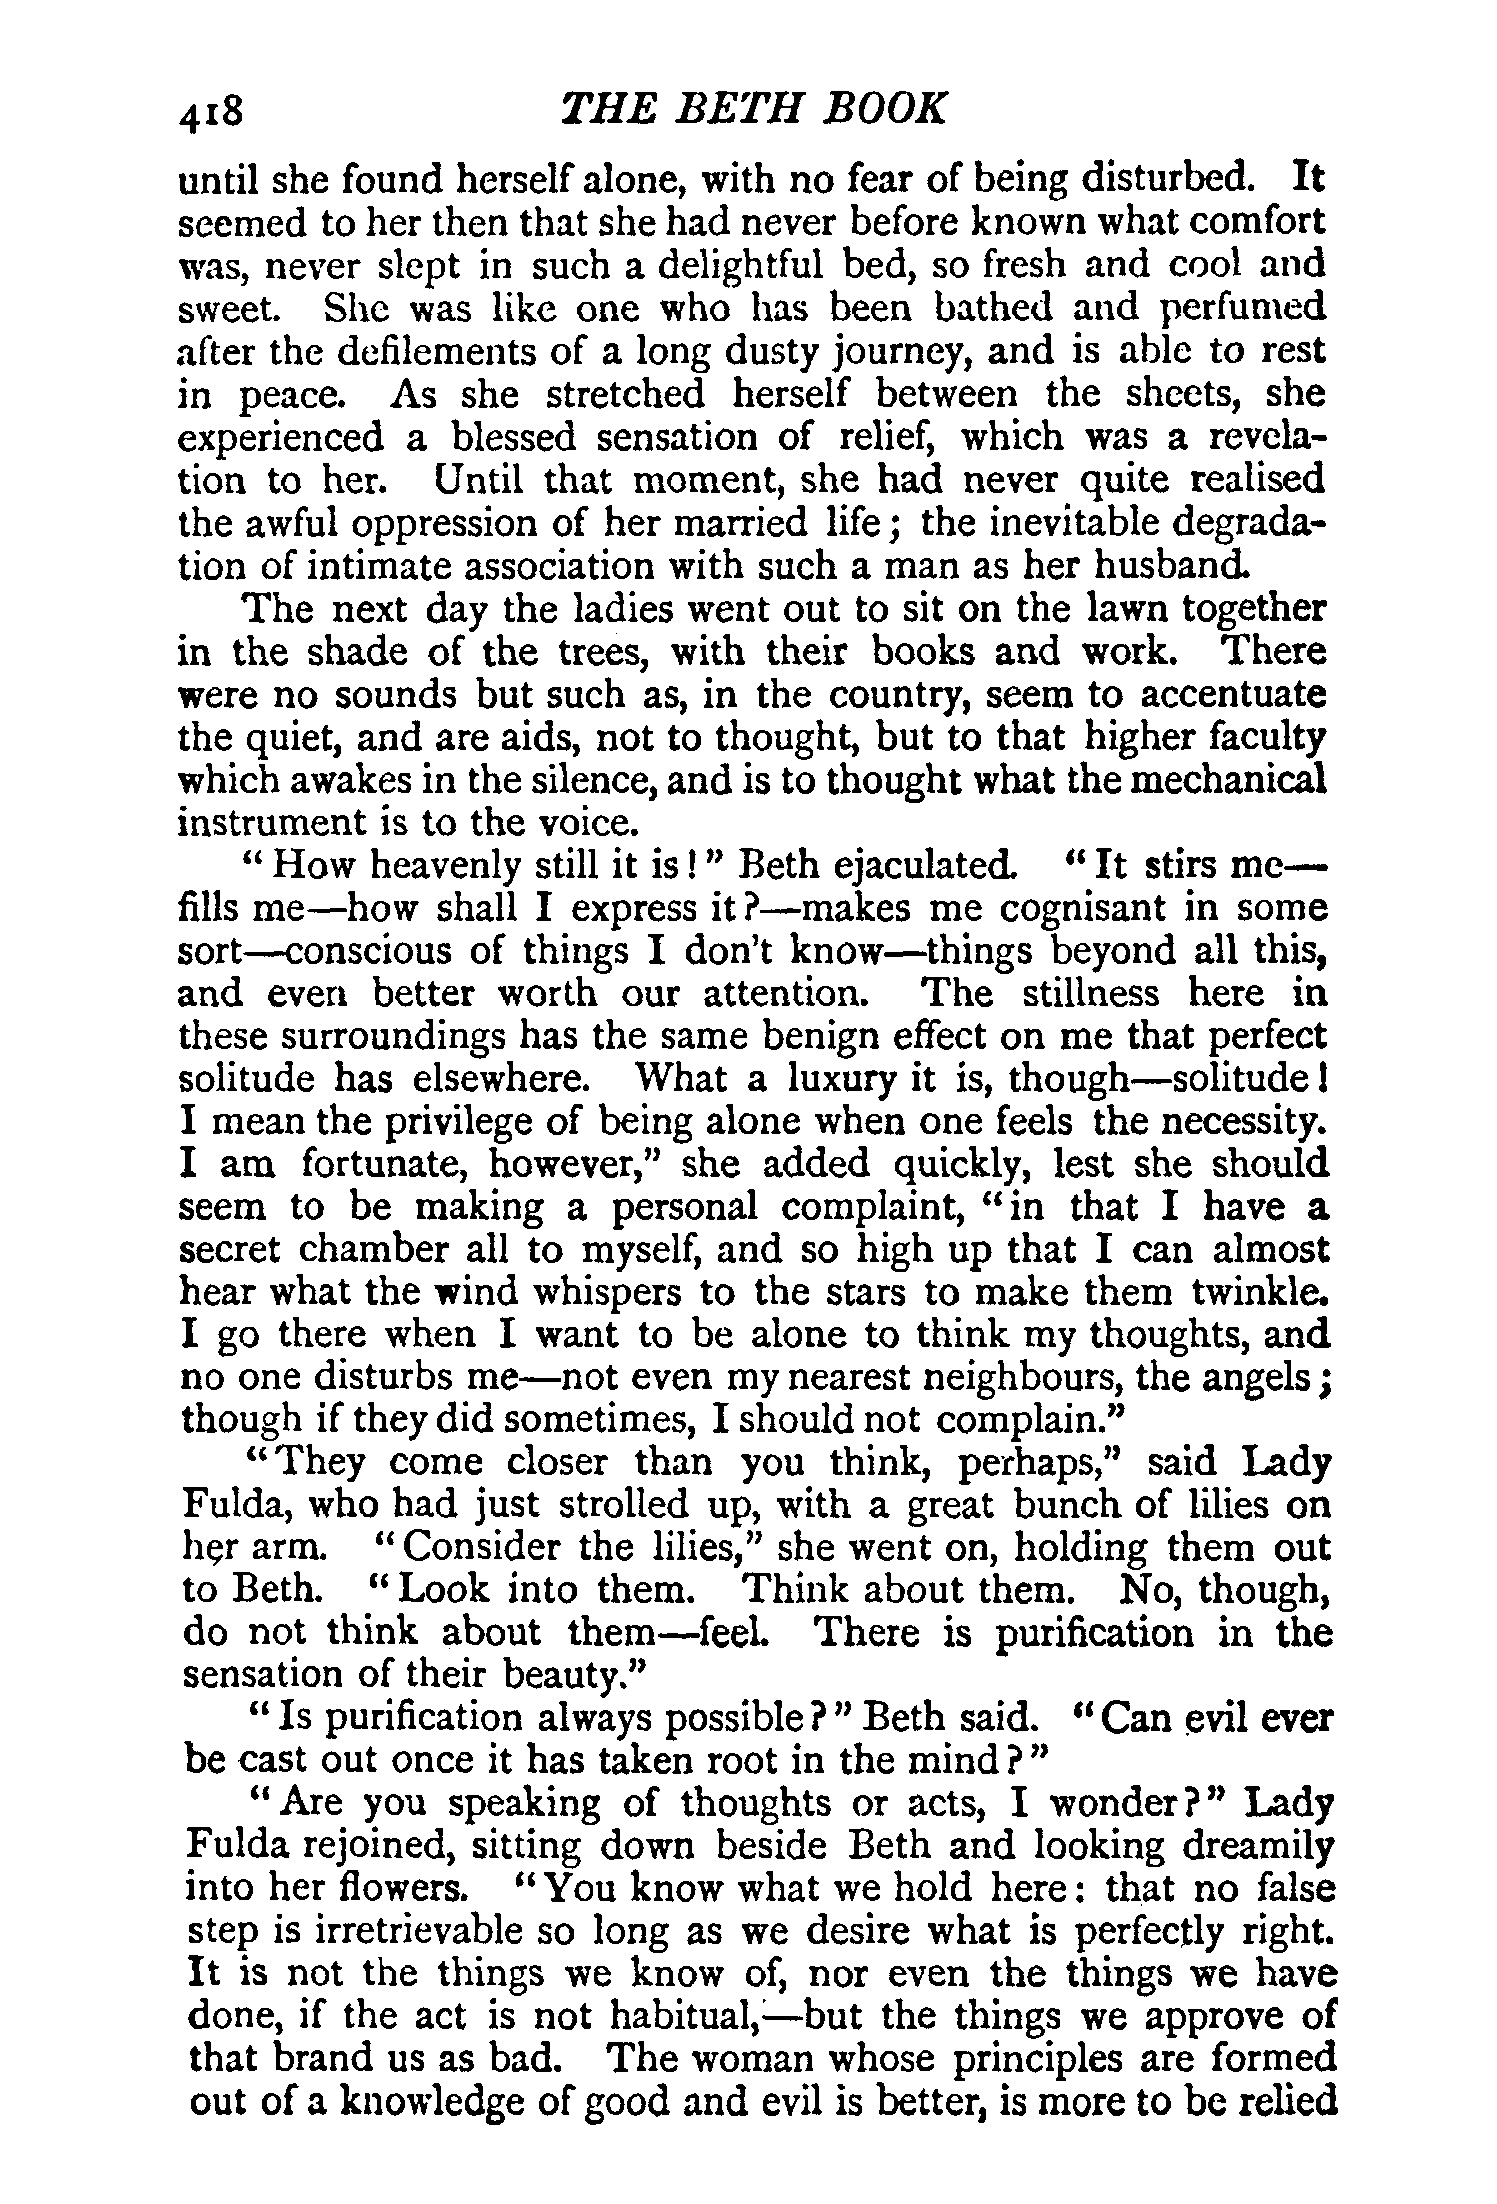 418 THE BETH BOOK
until she found herself alone, with no fear of being disturbed. It
seemed to her then that she had never before known what comfort
was, never slept in such a delightful bed, so fresh and cool and
sweet. She was like one who has been bathed and perfumed
after the defilements of a long dusty journey, and is able to rest
in peace. As she stretched herself between the sheets, she
experienced a blessed sensation of relief, which was a revela-
tion to her. Until that moment, she had never quite realised
the awful oppression of her married life; the inevitable degrada-
tion of intimate association with such a man as her husband.
The next day the ladies went out to sit on the lawn together
in the shade of the trees, with their books and work. There
were no sounds but such as, in the country, seem to accentuate
the quiet, and are aids, not to thought, but to that higher faculty
which awakes in the silence, and is to thought what the mechanical
instrument is to the voice.
"How heavenly still it is!" Beth ejaculated. "It stirs me—
fills me—how shall I express it?—makes me cognisant in some
sort—conscious of things I don't know—things beyond all this,
and even better worth our attention. The stillness here in
these surroundings has the same benign effect on me that perfect
solitude has elsewhere. What a luxury it is, though—solitude!
I mean the privilege of being alone when one feels the necessity.
I am fortunate, however," she added quickly, lest she should
seem to be making a personal complaint, "in that I have a
secret chamber all to myself, and so high up that I can almost
hear what the wind whispers to the stars to make them twinkle.
I go there when I want to be alone to think my thoughts, and
no one disturbs me—not even my nearest neighbours, the angels;
though if they did sometimes, I should not complain."
"They come closer than you think, perhaps," said Lady
Fulda, who had just strolled up, with a great bunch of lilies on
her arm. "Consider the lilies," she went on, holding them out
to Beth. "Look into them. Think about them. No, though,
do not think about them—feel. There is purification in the
sensation of their beauty."
"Is purification always possible?" Beth said. "Can evil ever
be cast out once it has taken root in the mind?"
"Are you speaking of thoughts or acts, I wonder?" Lady
Fulda rejoined, sitting down beside Beth and looking dreamily
into her flowers. "You know what we hold here: that no false
step is irretrievable so long as we desire what is perfectly right.
It is not the things we know of, nor even the things we have
done, if the act is not habitual,—but the things we approve of
that brand us as bad. The woman whose principles are formed
out of a knowledge of good and evil is better, is more to be relied